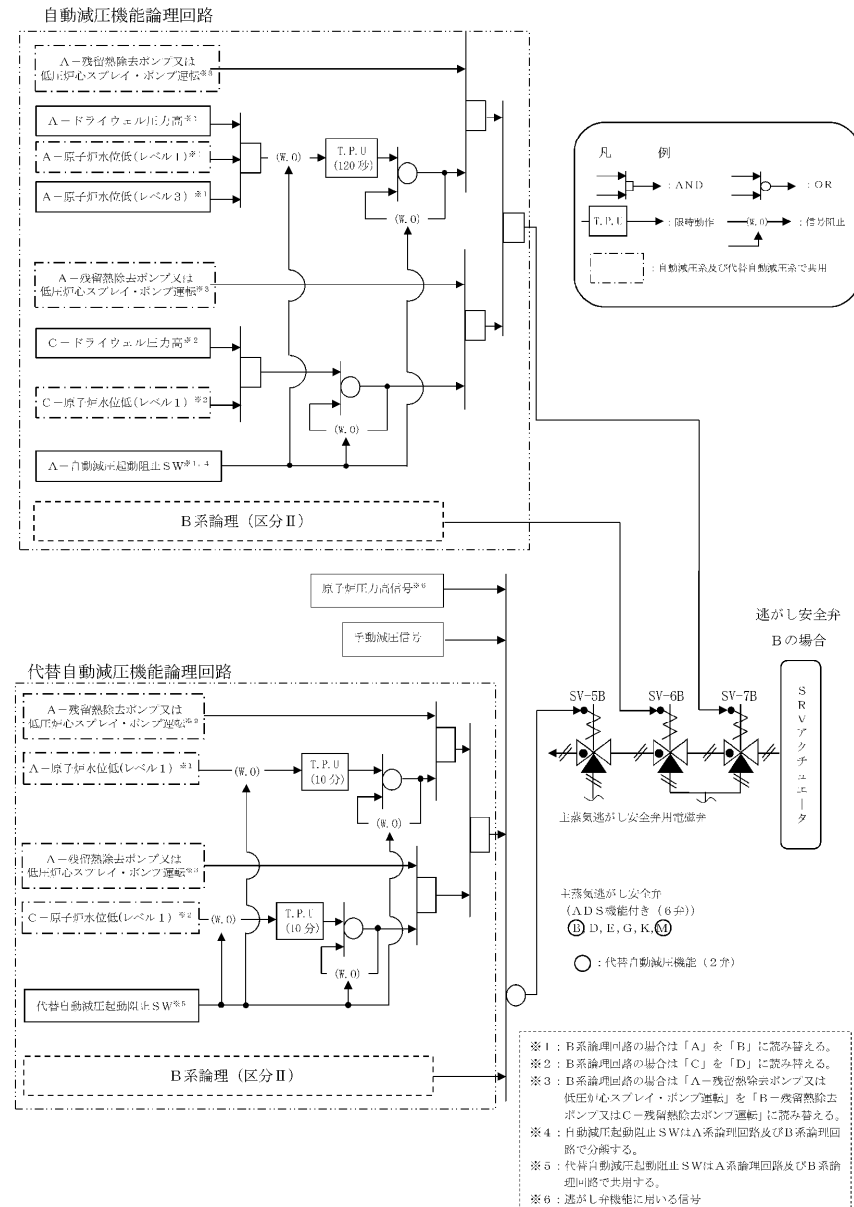 自動減圧機能論理回路
A－残留熱除去ポンプ又は
低圧炉心スプレイ・ポンプ運転※3
A－ドライウェル圧力高※1
A－原子炉水位低(レベル1)※1
A－原子炉水位低(レベル3)※1
(W.O)
T.P.U
(120秒)
(W.O)
A－残留熱除去ポンプ又は
低圧炉心スプレイ・ポンプ運転※3
C－ドライウェル圧力高※2
C－原子炉水位低(レベル1)※2
(W.O)
A－自動減圧起動阻止SW※1,4
B系論理(区分Ⅱ)
凡 例
:AND
:OR
T.P.U
:限時動作
(W.O)
:信号阻止
:自動減圧系及び代替自動減圧系で共用
原子炉圧力高信号※6
手動減圧信号
代替自動減圧機能論理回路
A－残留熱除去ポンプ又は
低圧炉心スプレイ・ポンプ運転※3
A－原子炉水位低(レベル1)※1
(W.O)
T.P.U
(10分)
(W.O)
A－残留熱除去ポンプ又は
低圧炉心スプレイ・ポンプ運転※3
C－原子炉水位低(レベル1)※2
(W.O)
T.P.U
(10分)
(W.O)
代替自動減圧起動阻止SW※5
B系論理(区分Ⅱ)
逃がし安全弁
Bの場合
SV-5B
SV-6B
SV-7B
SRVアクチュエータ
主蒸気逃がし安全弁用電磁弁
主蒸気逃がし安全弁
(ADS機能付き(6弁))
B, D, E, G, K, M
:代替自動減圧機能(2弁)
※1:B系論理回路の場合は「A」を「B」に読み替える。
※2:B系論理回路の場合は「C」を「D」に読み替える。
※3:B系論理回路の場合は「A－残留熱除去ポンプ又は
低圧炉心スプレイ・ポンプ運転」を「B－残留熱除去
ポンプ又はC－残留熱除去ポンプ運転」に読み替える。
※4:自動減圧起動阻止SWはA系論理回路及びB系論理回
路で分離する。
※5:代替自動減圧起動阻止SWはA系論理回路及びB系論
理回路で共用する。
※6:逃がし弁機能に用いる信号